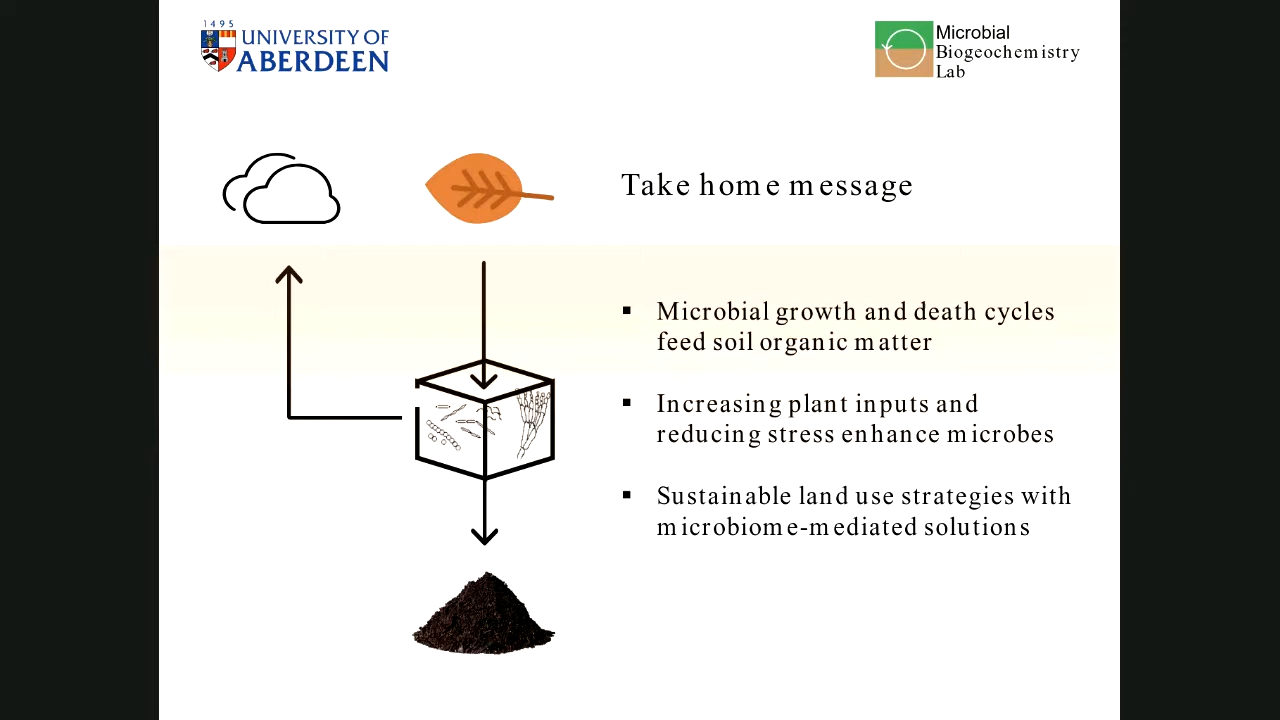 1495
UNIVERSITY OF
ABERDEEN
Microbial
Biogeochemistry
Lab
Take home message
▪ Microbial growth and death cycles
feed soil organic matter
▪ Increasing plant inputs and
reducing stress enhance microbes
▪ Sustainable land use strategies with
microbiome-mediated solutions